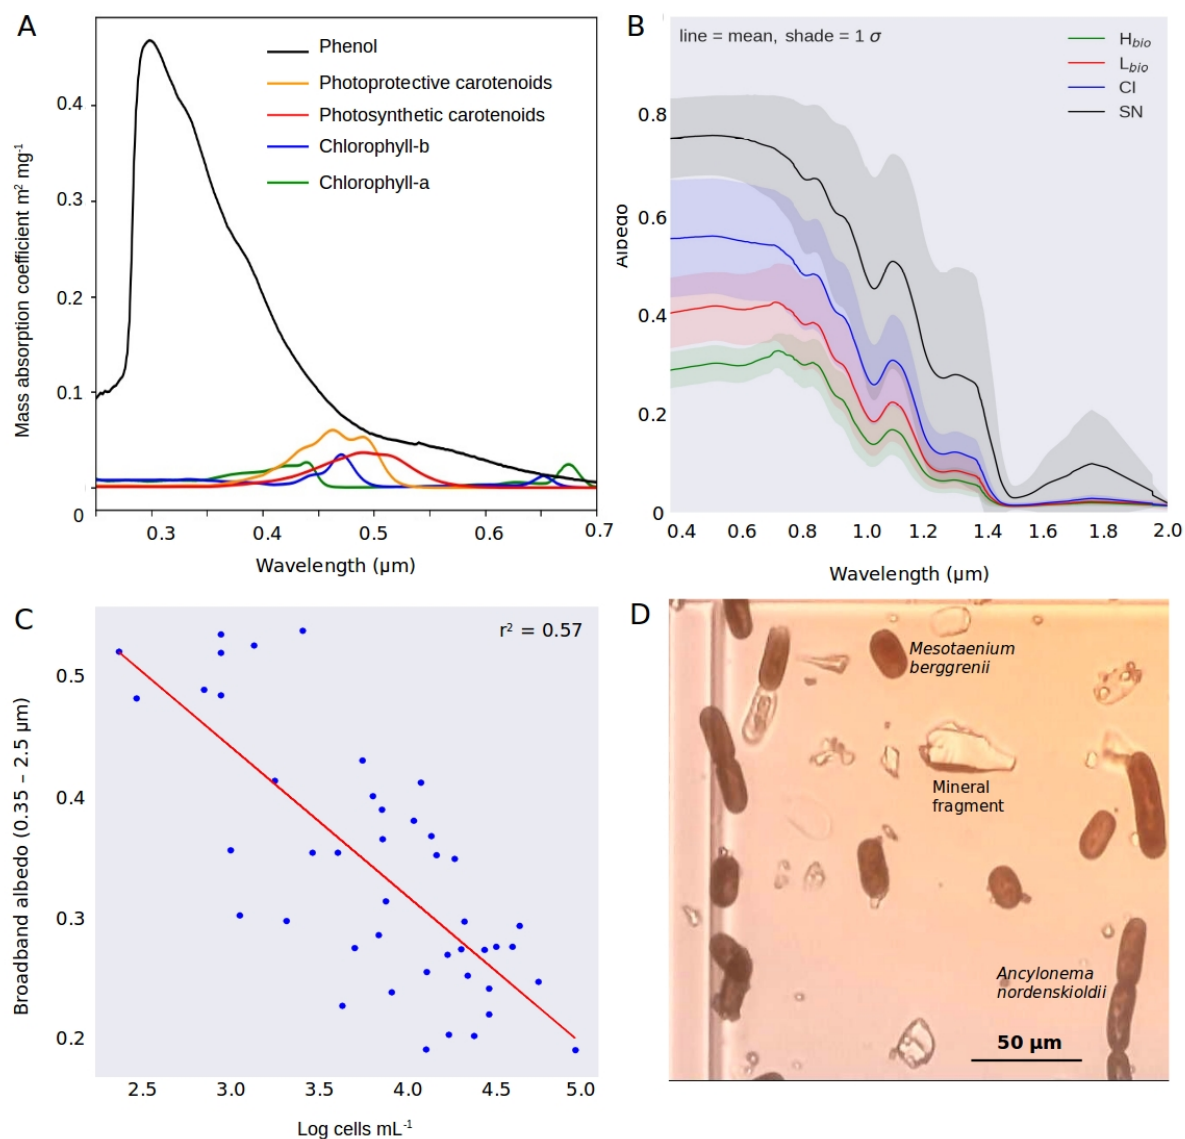 A
Mass absorption coefficient m² mg⁻¹
0.4
0.3
0.2
0.1
0
0.3 0.4 0.5 0.6 0.7
Wavelength (µm)
Phenol
Photoprotective carotenoids
Photosynthetic carotenoids
Chlorophyll-b
Chlorophyll-a
B
line = mean, shade = 1 σ
H_bio
L_bio
CI
SN
Albedo
0.8
0.6
0.4
0.2
0
0.4 0.6 0.8 1.0 1.2 1.4 1.6 1.8 2.0
Wavelength (µm)
C
r² = 0.57
Broadband albedo (0.35 – 2.5 µm)
0.5
0.4
0.3
0.2
2.5 3.0 3.5 4.0 4.5 5.0
Log cells mL⁻¹
D
Mesotaenium
berggrenii
Mineral
fragment
Ancylonema
nordenskioldii
50 µm